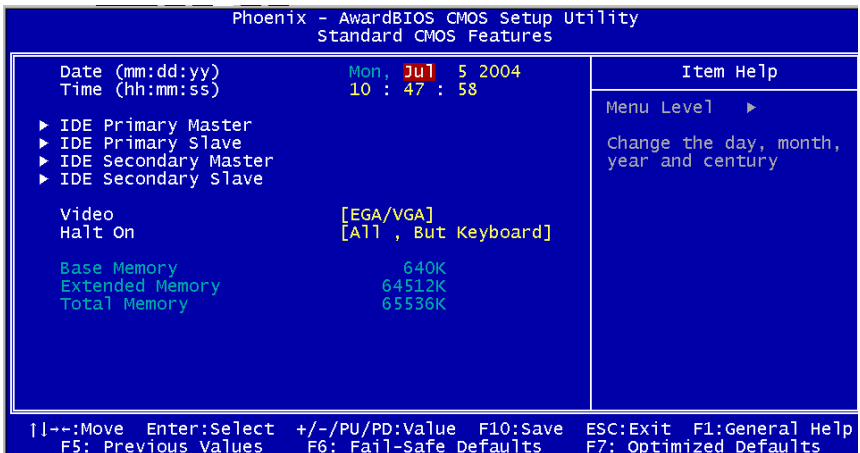 Phoenix - AwardBIOS CMOS Setup Utility
Standard CMOS Features
Date (mm:dd:yy) Mon, Jul 5 2004
Time (hh:mm:ss) 10 : 47 : 58
▶ IDE Primary Master
▶ IDE Primary Slave
▶ IDE Secondary Master
▶ IDE Secondary Slave
Video [EGA/VGA]
Halt On [All , But Keyboard]
Base Memory 640K
Extended Memory 64512K
Total Memory 65536K
Item Help
Menu Level ▶
Change the day, month,
year and century
↑↓→←:Move Enter:Select +/-/PU/PD:Value F10:Save ESC:Exit F1:General Help
F5: Previous Values F6: Fail-Safe Defaults F7: Optimized Defaults